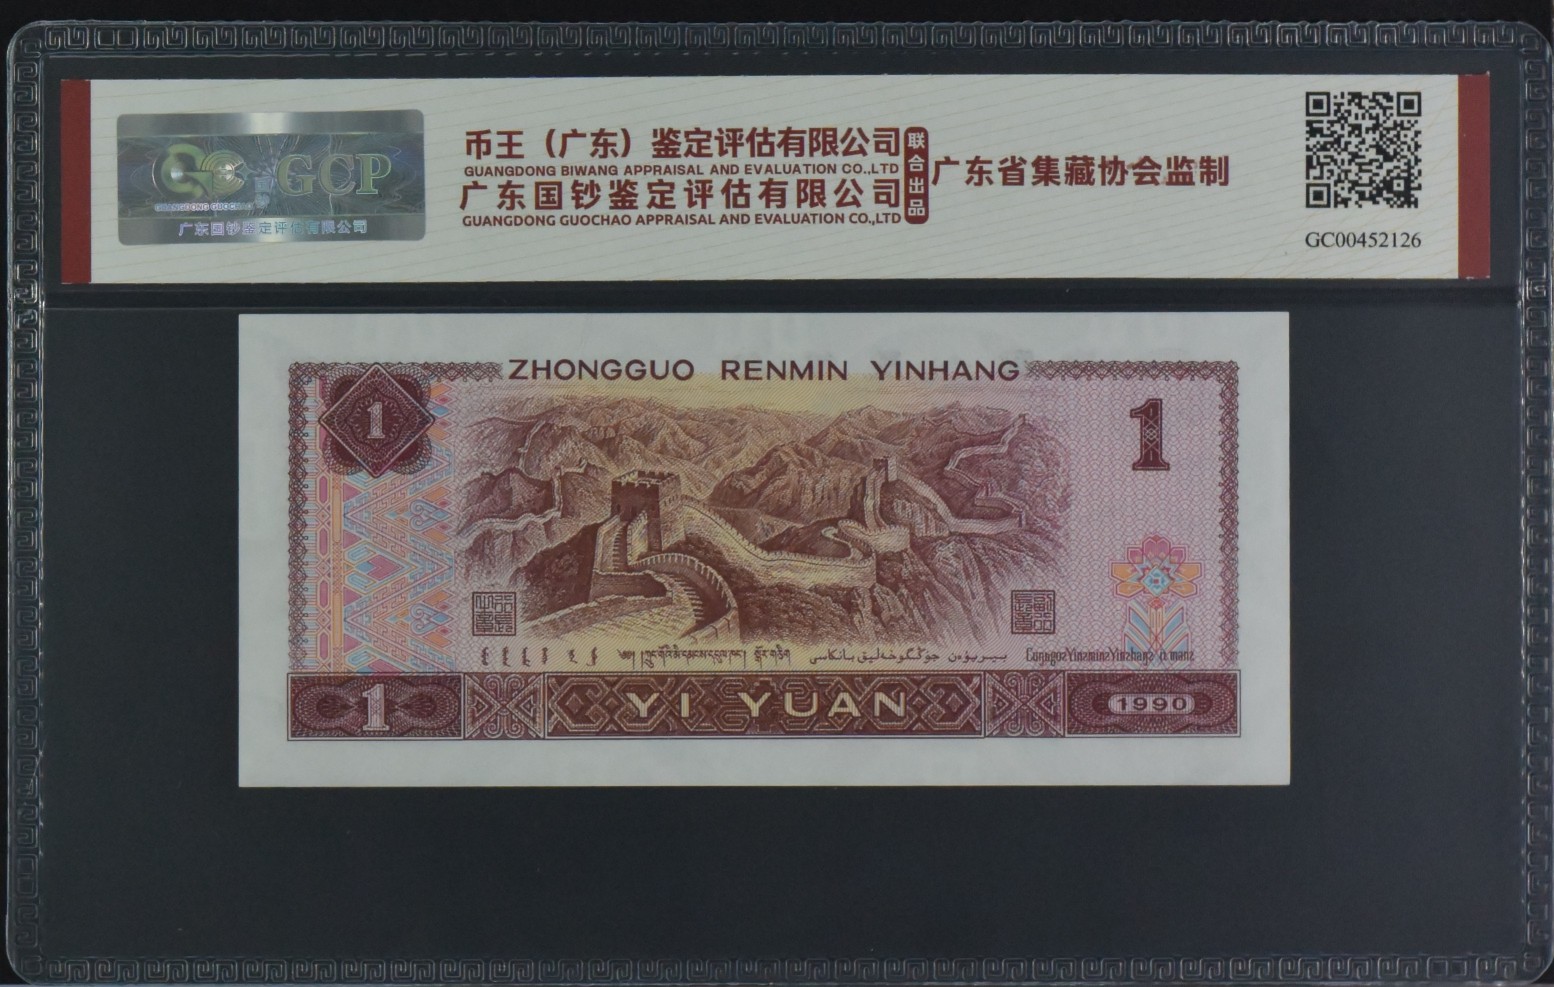 GCP
GUANGDONG GUOCHAO
广东国钞鉴定评估有限公司
币王（广东）鉴定评估有限公司
GUANGDONG BIWANG APPRAISAL AND EVALUATION CO.,LTD
广东国钞鉴定评估有限公司
GUANGDONG GUOCHAO APPRAISAL AND EVALUATION CO.,LTD
联合出品
广东省集藏协会监制
GC00452126
ZHONGGUO RENMIN YINHANG
1
1
1
YI YUAN
1990